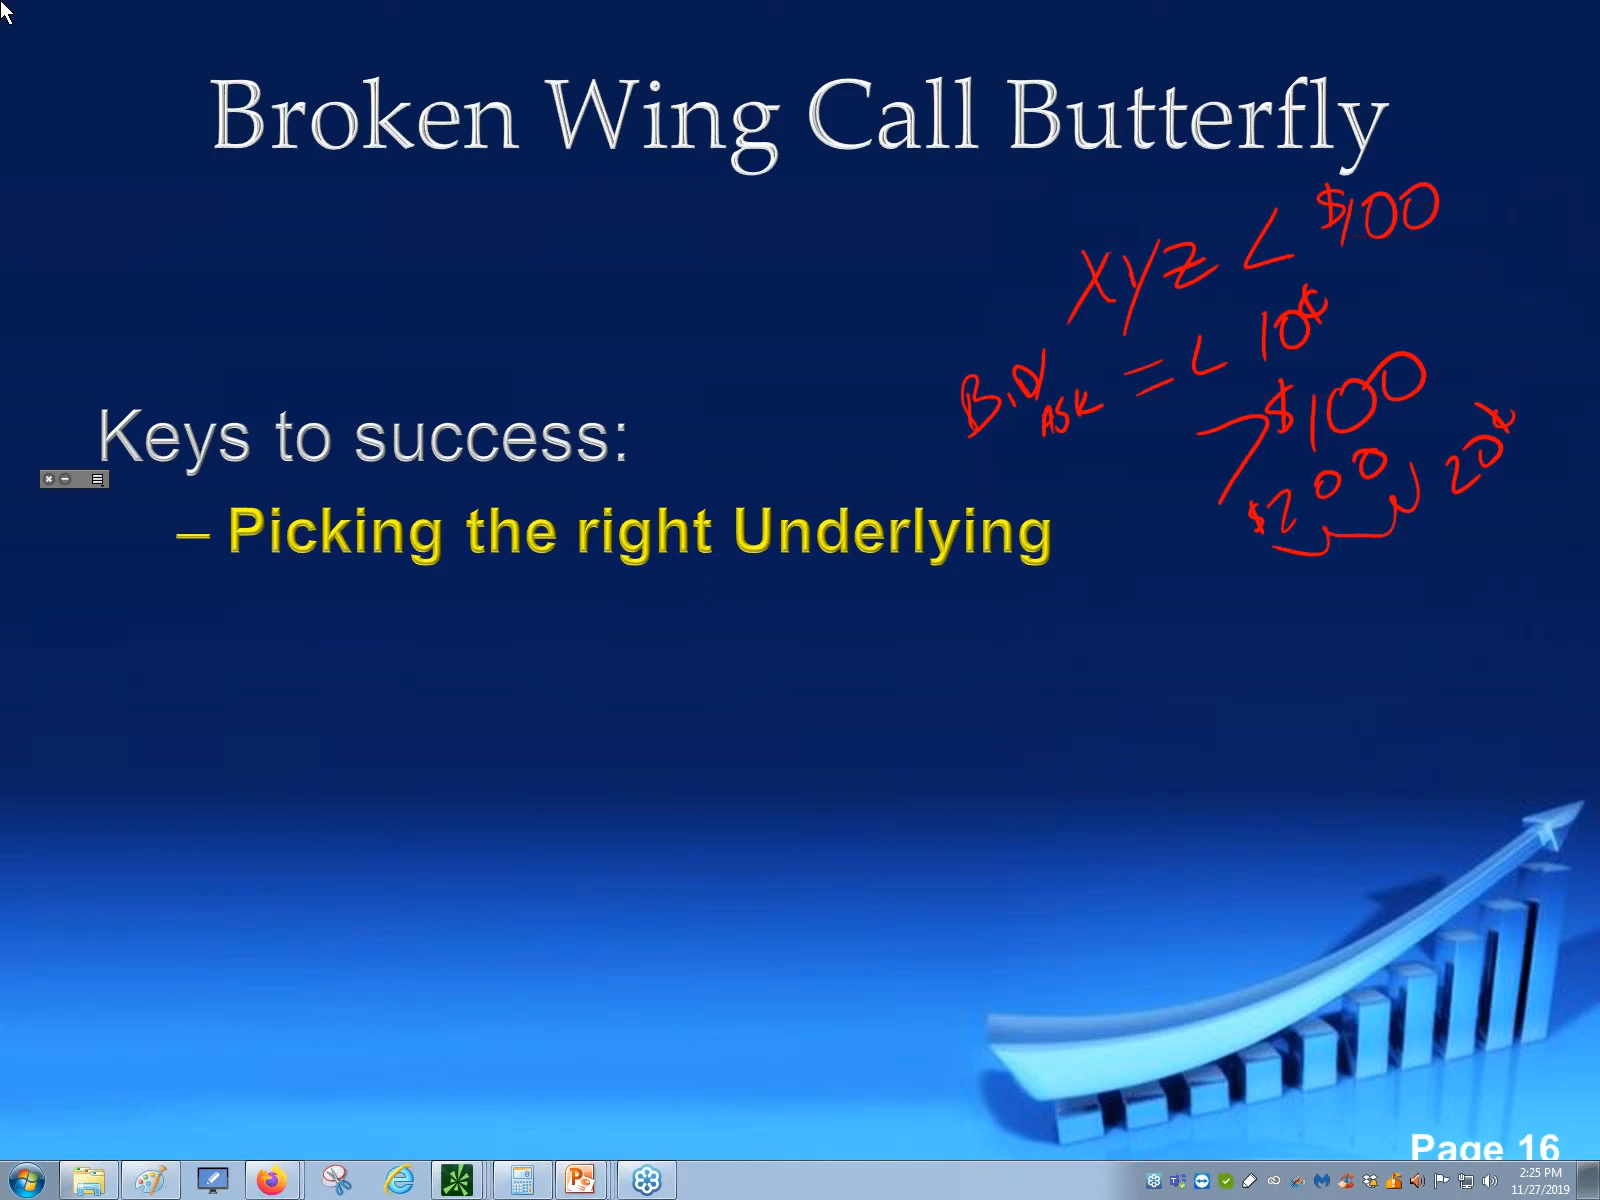 Broken Wing Call Butterfly
XYZ < $100
Bid/ASK = < 10¢
> $100
$200 20¢
Keys to success:
– Picking the right Underlying
Page 16
2:25 PM
11/27/2019